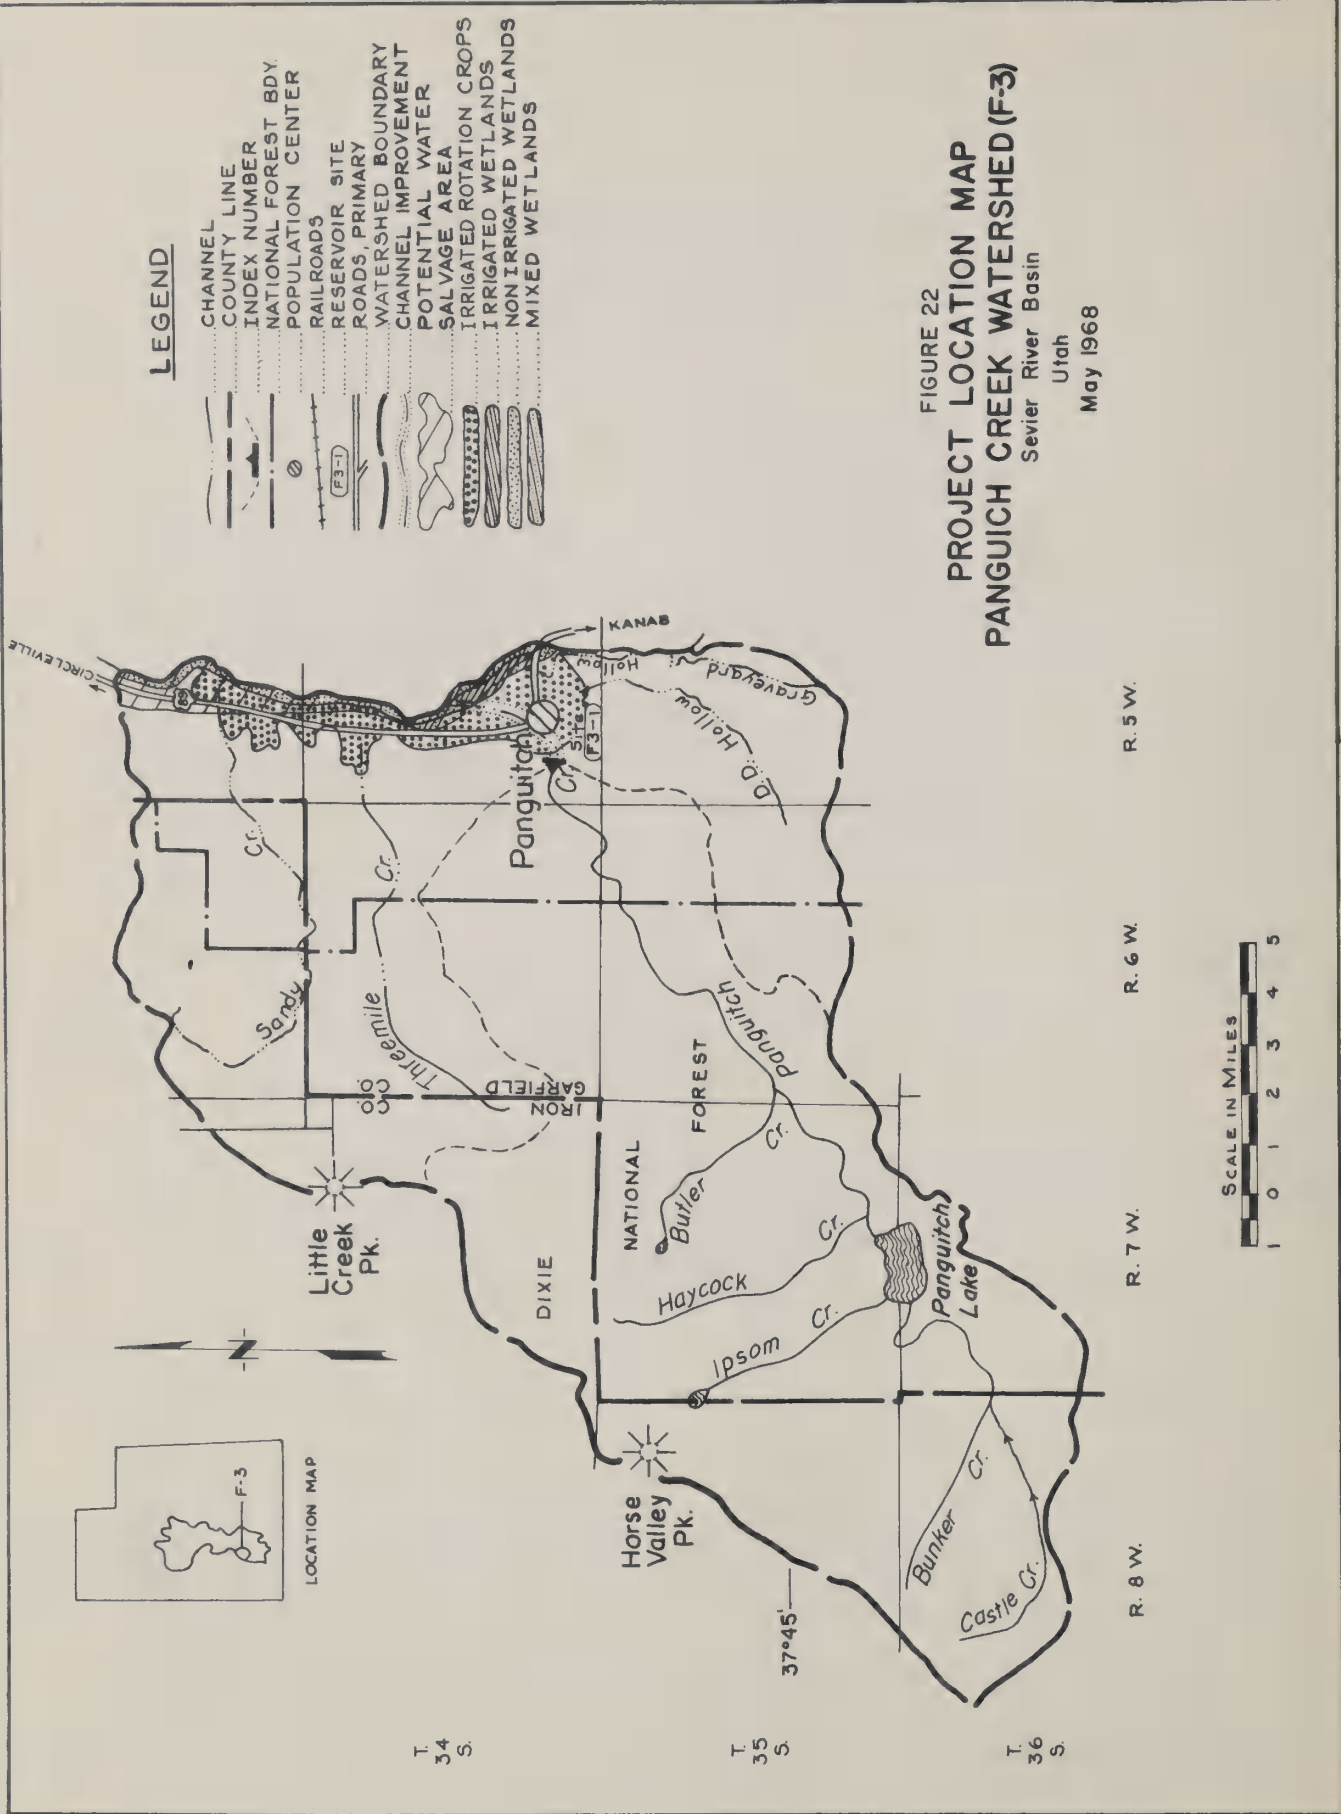 LEGEND
CHANNEL
COUNTY LINE
INDEX NUMBER
NATIONAL FOREST BDY.
POPULATION CENTER
RAILROADS
F3-1
RESERVOIR SITE
ROADS, PRIMARY
WATERSHED BOUNDARY
CHANNEL IMPROVEMENT
POTENTIAL WATER
SALVAGE AREA
IRRIGATED ROTATION CROPS
IRRIGATED WETLANDS
NONIRRIGATED WETLANDS
MIXED WETLANDS
FIGURE 22
PROJECT LOCATION MAP
PANGUICH CREEK WATERSHED (F-3)
Sevier River Basin
Utah
May 1968
CIRCLEVILLE
89
KANAB
Panguitch
Cr.
Site
F3-1
Hollow
Graveyard
D.D. Hollow
Sandy
Cr.
Threemile
Cr.
IRON CO.
GARFIELD CO.
Little
Creek
Pk.
DIXIE
NATIONAL
FOREST
Panguitch
Butler
Cr.
Haycock
Cr.
Ipsom
Cr.
Panguitch
Lake
Horse
Valley
Pk.
Bunker
Cr.
Castle Cr.
37°45'
N
F-3
LOCATION MAP
T.
34
S.
T.
35
S.
T.
36
S.
R. 8 W.
R. 7 W.
R. 6 W.
R. 5 W.
SCALE IN MILES
1 0 1 2 3 4 5